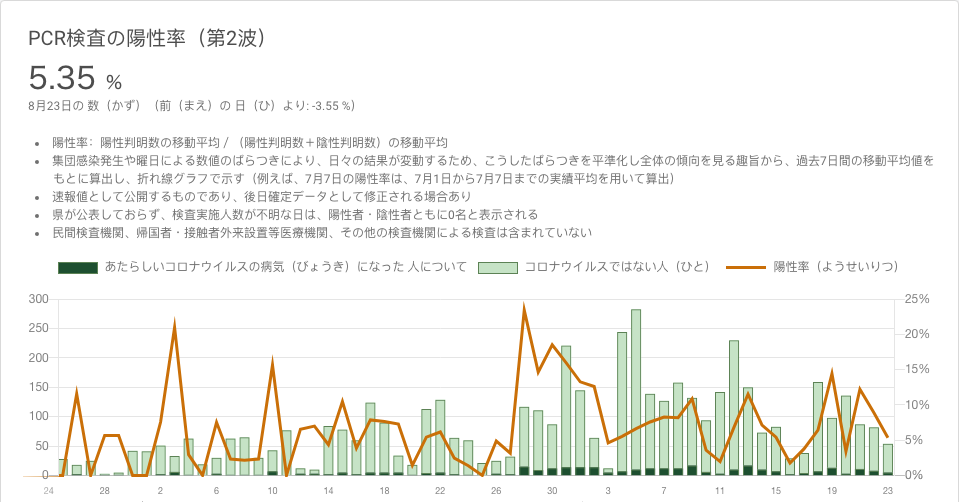 PCR検査の陽性率（第2波）
5.35 %
8月23日の 数（かず）（前（まえ）の 日（ひ）より: -3.55 %）
• 陽性率：陽性判明数の移動平均 / （陽性判明数＋陰性判明数）の移動平均
• 集団感染発生や曜日による数値のばらつきにより、日々の結果が変動するため、こうしたばらつきを平準化し全体の傾向を見る趣旨から、過去7日間の移動平均値を
もとに算出し、折れ線グラフで示す（例えば、7月7日の陽性率は、7月1日から7月7日までの実績平均を用いて算出）
• 速報値として公開するものであり、後日確定データとして修正される場合あり
• 県が公表しておらず、検査実施人数が不明な日は、陽性者・陰性者ともに0名と表示される
• 民間検査機関、帰国者・接触者外来設置等医療機関、その他の検査機関による検査は含まれていない
あたらしいコロナウイルスの病気（びょうき）になった 人について コロナウイルスではない人（ひと） 陽性率（ようせいりつ）
300 25%
250 20%
200 15%
150 10%
100 5%
50 0%
0
24 28 2 6 10 14 18 22 26 30 3 7 11 15 19 23